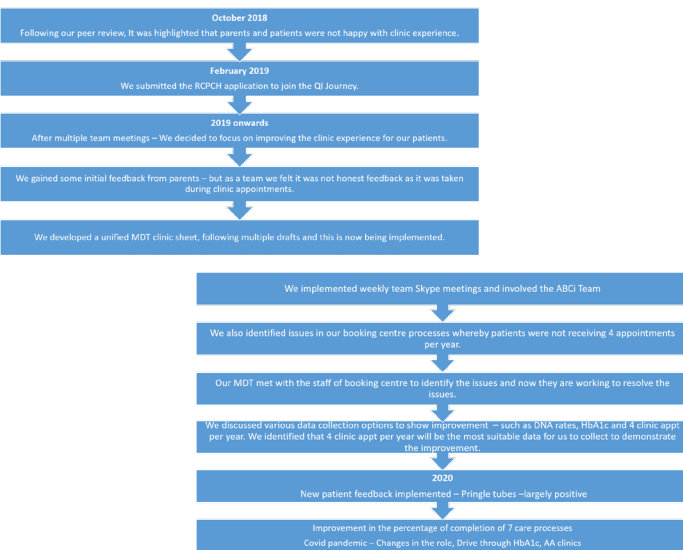 October 2018
Following our peer review, It was highlighted that parents and patients were not happy with clinic experience.
February 2019
We submitted the RCPCH application to join the QI Journey.
2019 onwards
After multiple team meetings – We decided to focus on improving the clinic experience for our patients.
We gained some initial feedback from parents – but as a team we felt it was not honest feedback as it was taken
during clinic appointments.
We developed a unified MDT clinic sheet, following multiple drafts and this is now being implemented.
We implemented weekly team Skype meetings and involved the ABCi Team
We also identified issues in our booking centre processes whereby patients were not receiving 4 appointments
per year.
Our MDT met with the staff of booking centre to identify the issues and now they are working to resolve the
issues.
We discussed various data collection options to show improvement – such as DNA rates, HbA1c and 4 clinic appt
per year. We identified that 4 clinic appt per year will be the most suitable data for us to collect to demonstrate
the improvement.
2020
New patient feedback implemented – Pringle tubes –largely positive
Improvement in the percentage of completion of 7 care processes
Covid pandemic – Changes in the role, Drive through HbA1c, AA clinics